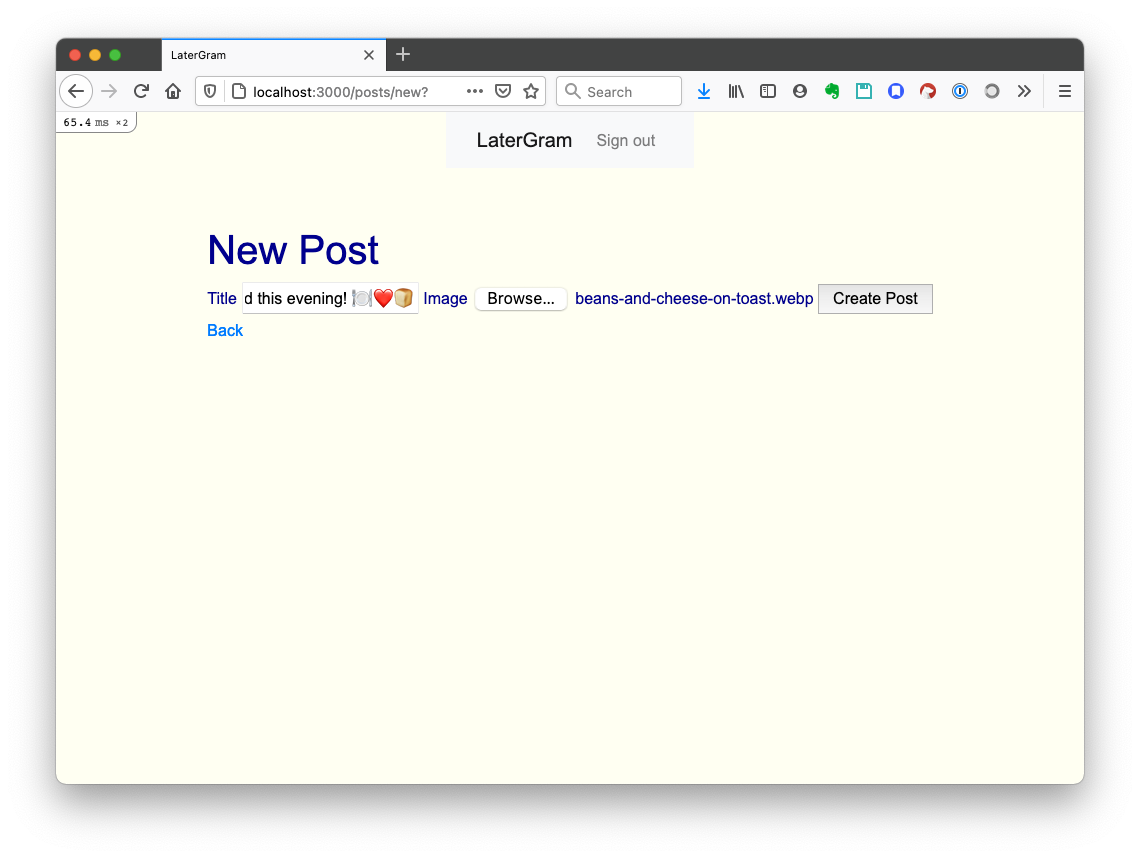 LaterGram
localhost:3000/posts/new?
Search
65.4 ms ×2
LaterGram Sign out
New Post
Title d this evening! 🍽️❤️🍞 Image Browse... beans-and-cheese-on-toast.webp Create Post
Back